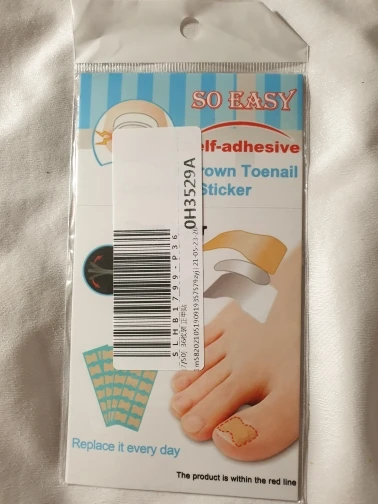 SO EASY
elf-adhesive
rown Toenail
Sticker
0H3529A
SLHB1799-P36
Replace it every day
The product is within the red line